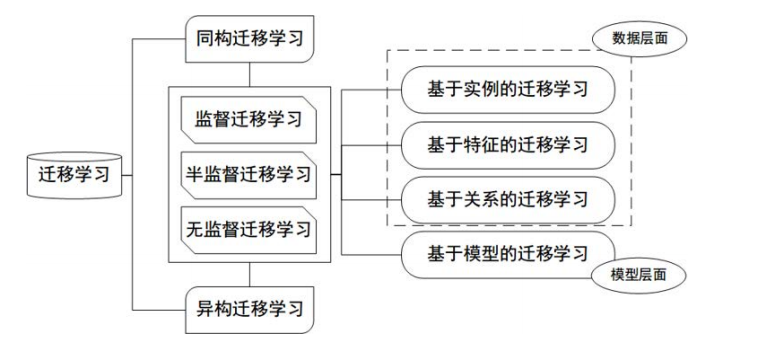 同构迁移学习
数据层面
基于实例的迁移学习
监督迁移学习
基于特征的迁移学习
迁移学习
半监督迁移学习
基于关系的迁移学习
无监督迁移学习
基于模型的迁移学习
模型层面
异构迁移学习